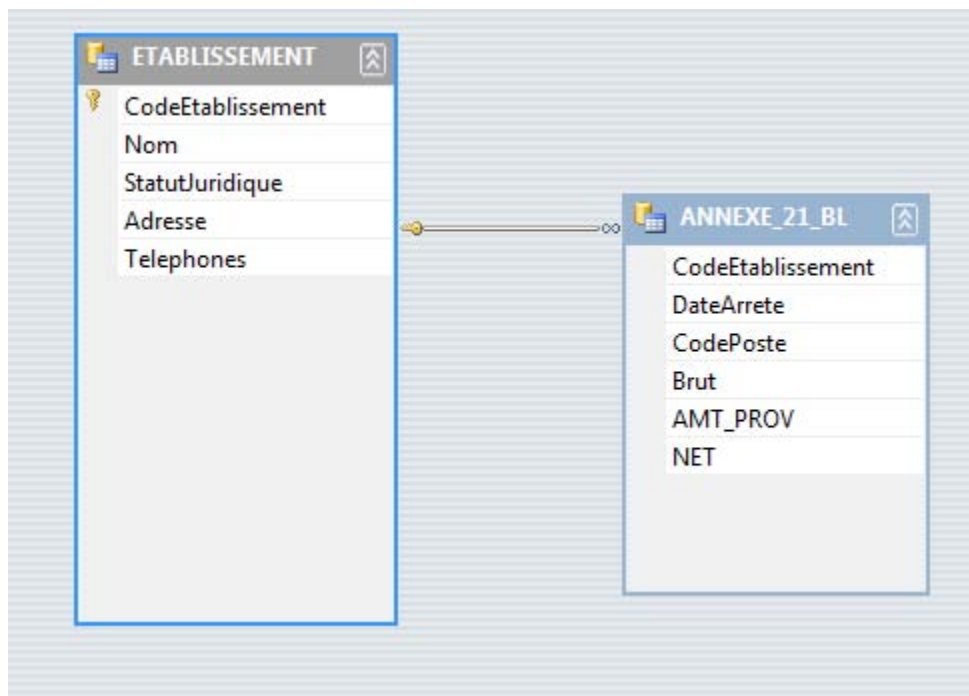 ETABLISSEMENT
CodeEtablissement
Nom
StatutJuridique
Adresse
Telephones
ANNEXE_21_BL
CodeEtablissement
DateArrete
CodePoste
Brut
AMT_PROV
NET